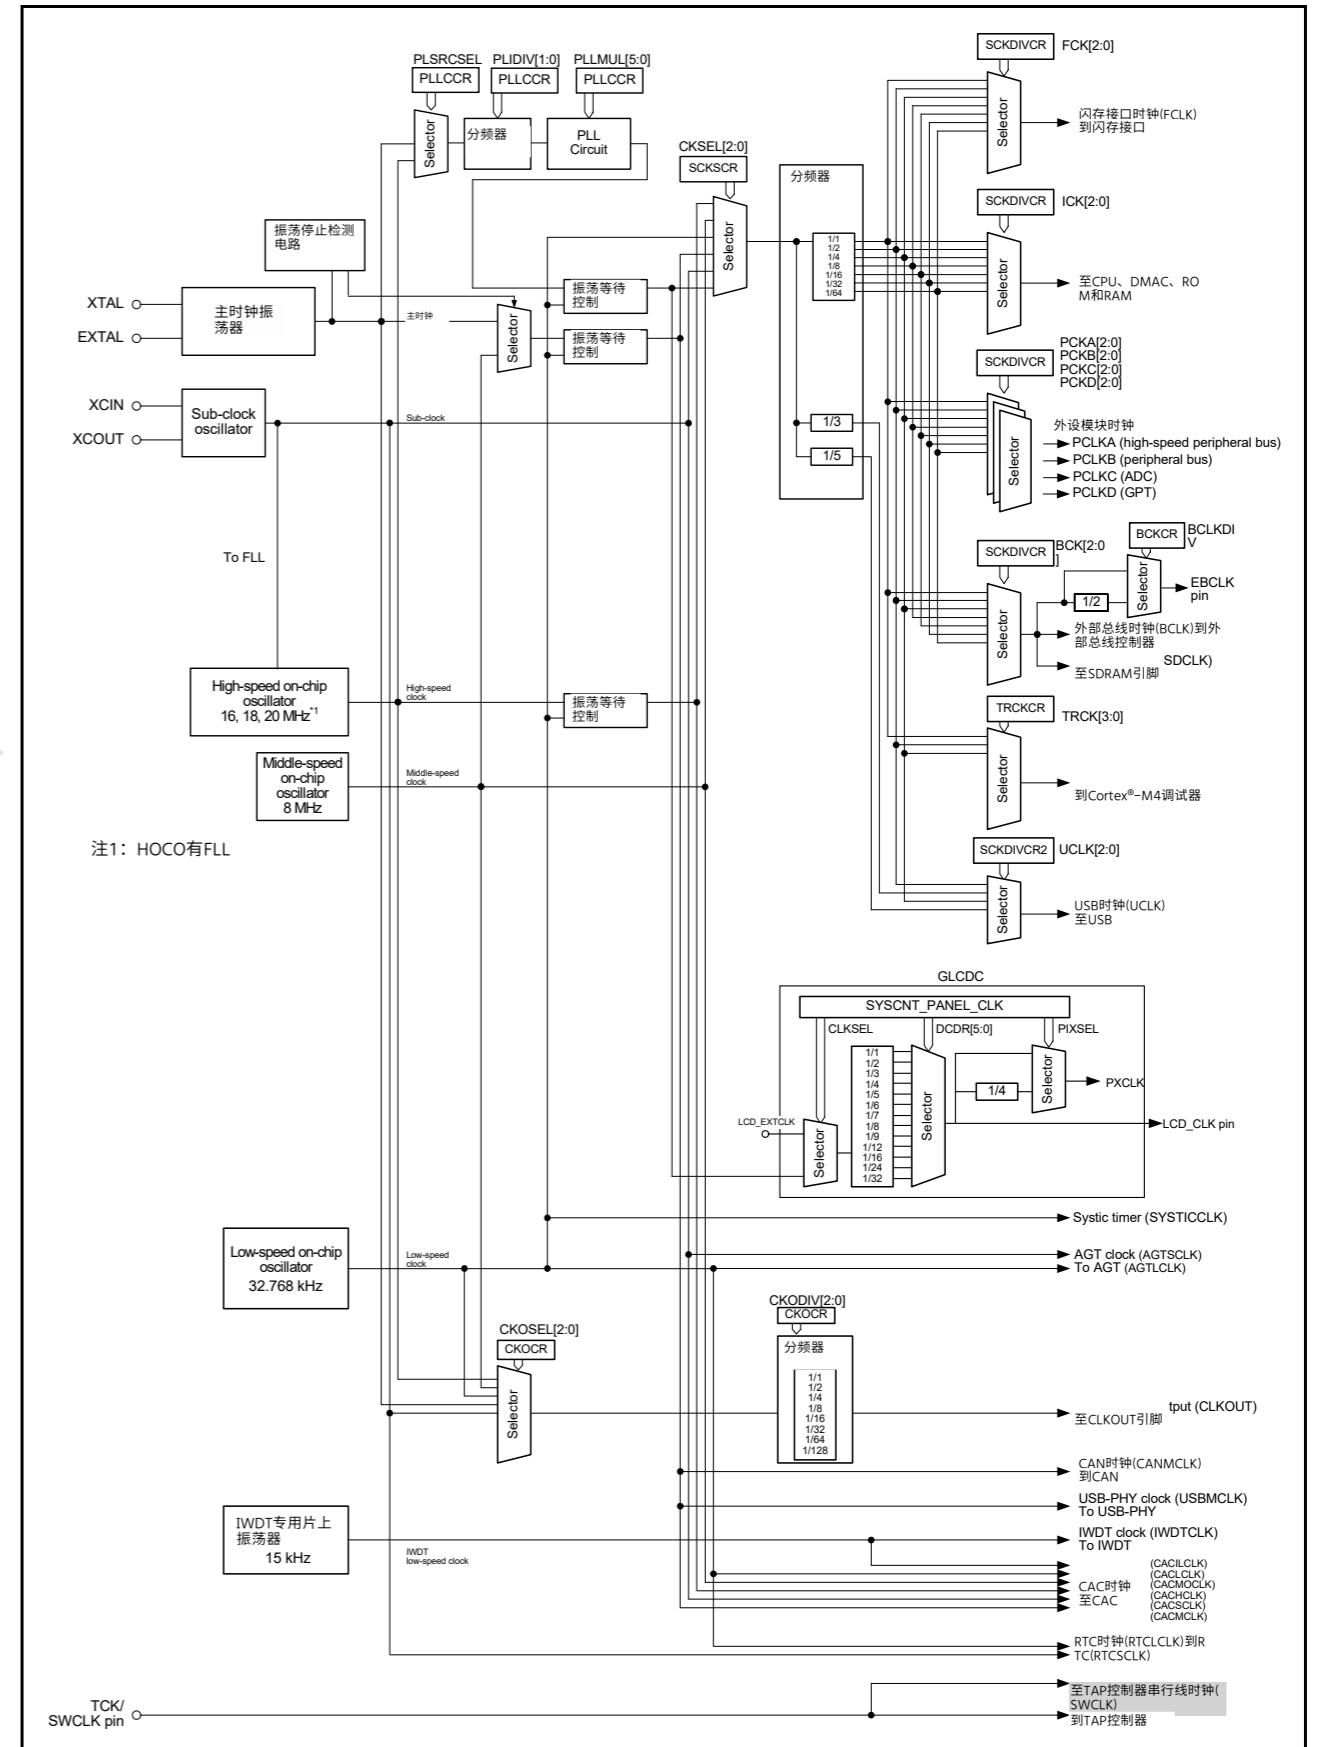 PLSRCSEL
PLLCCR
PLIDIV[1:0]
PLLCCR
PLLMUL[5:0]
PLLCCR
Selector
分频器
PLL
Circuit
CKSEL[2:0]
SCKSCR
Selector
分频器
1/1
1/2
1/4
1/8
1/16
1/32
1/64
1/3
1/5
SCKDIVCR
FCK[2:0]
Selector
闪存接口时钟(FCLK)
到闪存接口
SCKDIVCR
ICK[2:0]
Selector
至CPU、DMAC、RO
M和RAM
振荡停止检测
电路
XTAL
EXTAL
主时钟振
荡器
主时钟
Selector
振荡等待
控制
振荡等待
控制
SCKDIVCR
PCKA[2:0]
PCKB[2:0]
PCKC[2:0]
PCKD[2:0]
Selector
外设模块时钟
PCLKA (high-speed peripheral bus)
PCLKB (peripheral bus)
PCLKC (ADC)
PCLKD (GPT)
XCIN
XCOUT
Sub-clock
oscillator
Sub-clock
To FLL
SCKDIVCR
BCK[2:0
]
Selector
BCKCR
BCLKDI
V
1/2
Selector
EBCLK
pin
外部总线时钟(BCLK)到外
部总线控制器
SDCLK)
至SDRAM引脚
High-speed on-chip
oscillator
16, 18, 20 MHz*1
High-speed
clock
振荡等待
控制
TRCKCR
TRCK[3:0]
Selector
到Cortex®-M4调试器
Middle-speed
on-chip
oscillator
8 MHz
Middle-speed
clock
注1：HOCO有FLL
SCKDIVCR2
UCLK[2:0]
Selector
USB时钟(UCLK)
至USB
GLCDC
SYSCNT_PANEL_CLK
CLKSEL
DCDR[5:0]
PIXSEL
LCD_EXTCLK
Selector
1/1
1/2
1/3
1/4
1/5
1/6
1/7
1/8
1/9
1/12
1/16
1/24
1/32
Selector
1/4
Selector
PXCLK
LCD_CLK pin
Systic timer (SYSTICCLK)
Low-speed on-chip
oscillator
32.768 kHz
Low-speed
clock
AGT clock (AGTSCLK)
To AGT (AGTLCLK)
CKOSEL[2:0]
CKOCR
Selector
CKODIV[2:0]
CKOCR
分频器
1/1
1/2
1/4
1/8
1/16
1/32
1/64
1/128
tput (CLKOUT)
至CLKOUT引脚
CAN时钟(CANMCLK)
到CAN
USB-PHY clock (USBMCLK)
To USB-PHY
IWDT专用片上
振荡器
15 kHz
IWDT
low-speed clock
IWDT clock (IWDTCLK)
To IWDT
CAC时钟
至CAC
(CACILCLK)
(CACLCLK)
(CACMOCLK)
(CACHCLK)
(CACSCLK)
(CACMCLK)
RTC时钟(RTCLCLK)到R
TC(RTCSCLK)
TCK/
SWCLK pin
至TAP控制器串行线时钟(
SWCLK)
到TAP控制器